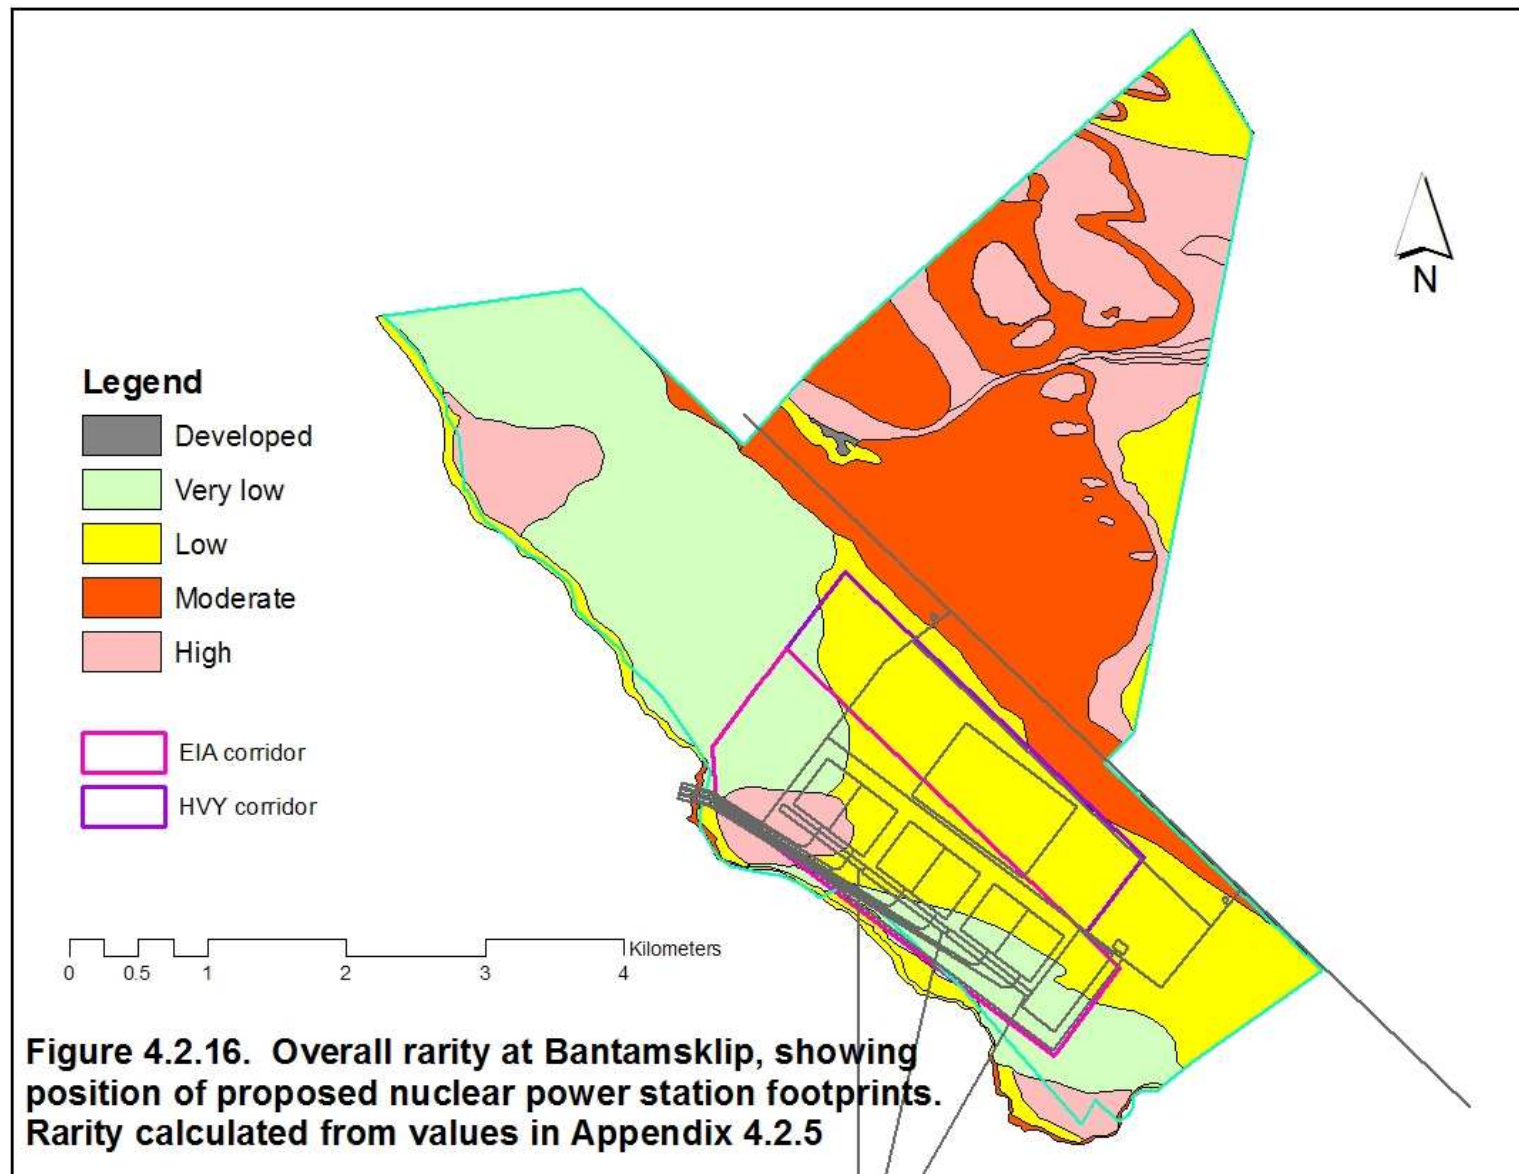 N
Legend
Developed
Very low
Low
Moderate
High
EIA corridor
HVY corridor
Kilometers
0 0.5 1 2 3 4
Figure 4.2.16. Overall rarity at Bantamsklip, showing
position of proposed nuclear power station footprints.
Rarity calculated from values in Appendix 4.2.5